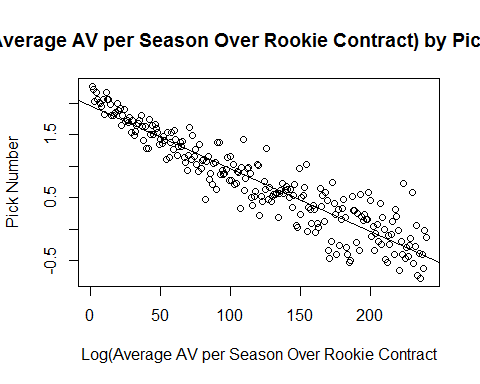 Average AV per Season Over Rookie Contract) by Pic
Pick Number
1.5
0.5
−0.5
0
50
100
150
200
Log(Average AV per Season Over Rookie Contract